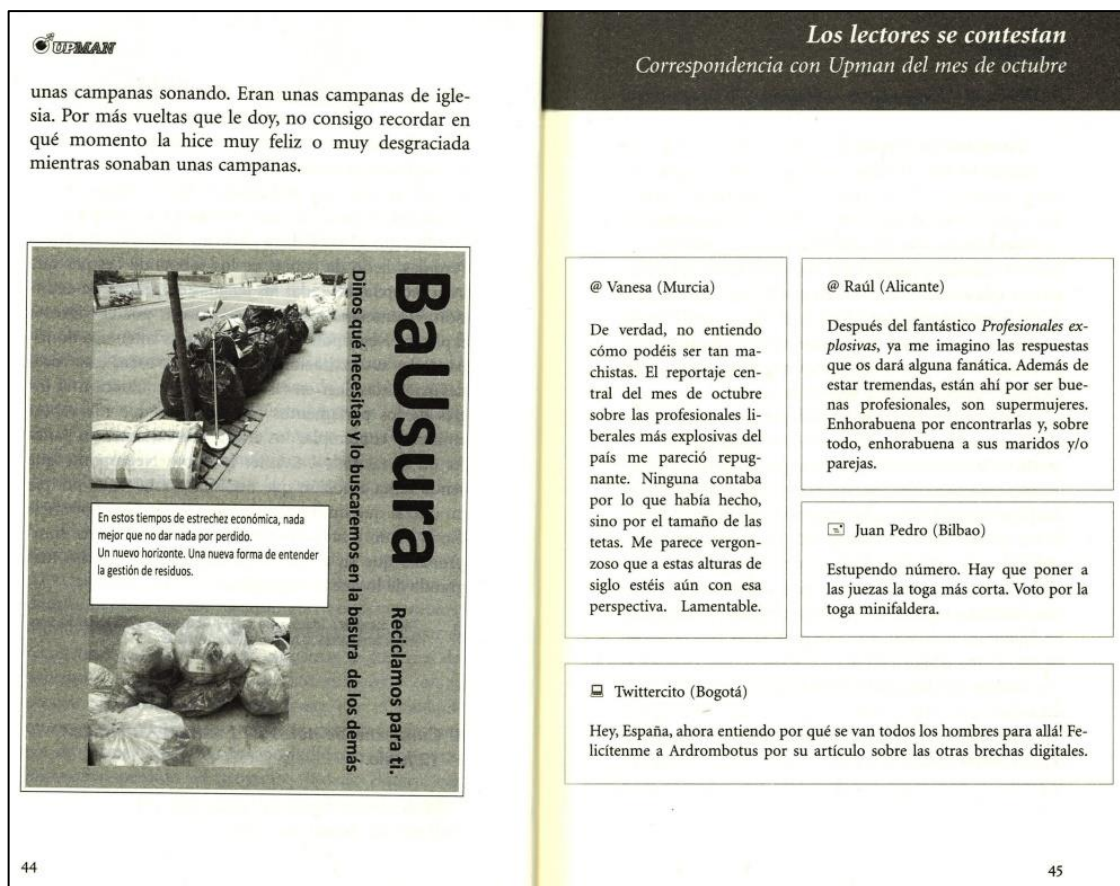 UPMAN
unas campanas sonando. Eran unas campanas de igle-
sia. Por más vueltas que le doy, no consigo recordar en
qué momento la hice muy feliz o muy desgraciada
mientras sonaban unas campanas.
BaUsura
Reciclamos para ti.
Dinos qué necesitas y lo buscaremos en la basura de los demás
En estos tiempos de estrechez económica, nada
mejor que no dar nada por perdido.
Un nuevo horizonte. Una nueva forma de entender
la gestión de residuos.
44
Los lectores se contestan
Correspondencia con Upman del mes de octubre
@ Vanesa (Murcia)
De verdad, no entiendo
cómo podéis ser tan ma-
chistas. El reportaje cen-
tral del mes de octubre
sobre las profesionales li-
berales más explosivas del
país me pareció repug-
nante. Ninguna contaba
por lo que había hecho,
sino por el tamaño de las
tetas. Me parece vergon-
zoso que a estas alturas de
siglo estéis aún con esa
perspectiva. Lamentable.
@ Raúl (Alicante)
Después del fantástico Profesionales ex-
plosivas, ya me imagino las respuestas
que os dará alguna fanática. Además de
estar tremendas, están ahí por ser bue-
nas profesionales, son supermujeres.
Enhorabuena por encontrarlas y, sobre
todo, enhorabuena a sus maridos y/o
parejas.
Juan Pedro (Bilbao)
Estupendo número. Hay que poner a
las juezas la toga más corta. Voto por la
toga minifaldera.
Twittercito (Bogotá)
Hey, España, ahora entiendo por qué se van todos los hombres para allá! Fe-
licítenme a Ardrombotus por su artículo sobre las otras brechas digitales.
45